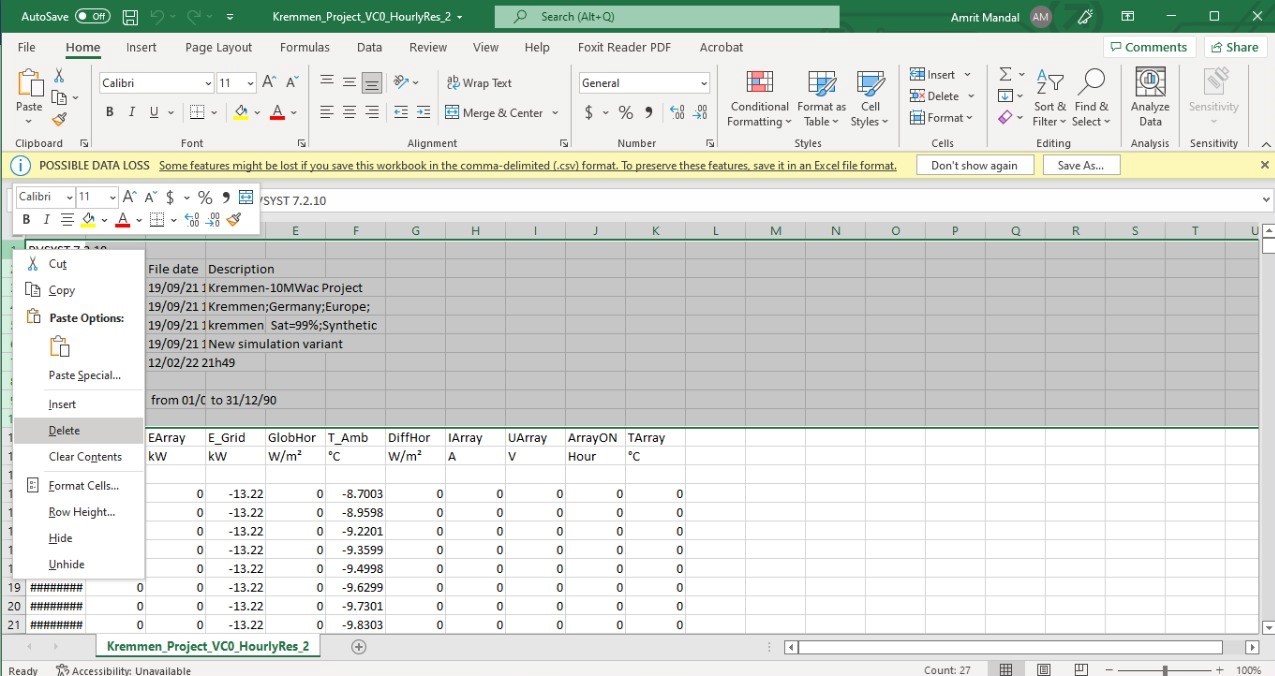 AutoSave Off Kremmen_Project_VC0_HourlyRes_2 Search (Alt+Q) Amrit Mandal AM
File Home Insert Page Layout Formulas Data Review View Help Foxit Reader PDF Acrobat Comments Share
Paste Calibri 11 Wrap Text General Conditional Formatting Format as Table Cell Styles Insert Delete Format Sort & Filter Find & Select Analyze Data Sensitivity
B I U Merge & Center $ % 9
Clipboard Font Alignment Number Styles Cells Editing Analysis Sensitivity
POSSIBLE DATA LOSS Some features might be lost if you save this workbook in the comma-delimited (.csv) format. To preserve these features, save it in an Excel file format. Don't show again Save As...
Calibri 11 A^ A $ % 9 VSYST 7.2.10
B I A
E F G H I J K L M N O P Q R S T U
Cut
Copy
Paste Options:
Paste Special...
Insert
Delete
Clear Contents
Format Cells...
Row Height...
Hide
Unhide
File date Description
19/09/21 1 Kremmen-10MWac Project
19/09/21 1 Kremmen;Germany;Europe;
19/09/21 1 kremmen Sat=99%;Synthetic
19/09/21 1 New simulation variant
12/02/22 21h49
from 01/0 to 31/12/90
EArray E_Grid GlobHor T_Amb DiffHor IArray UArray ArrayON TArray
kW kW W/m² °C W/m² A V Hour °C
0 -13.22 0 -8.7003 0 0 0 0 0
0 -13.22 0 -8.9598 0 0 0 0 0
0 -13.22 0 -9.2201 0 0 0 0 0
0 -13.22 0 -9.3599 0 0 0 0 0
0 -13.22 0 -9.4998 0 0 0 0 0
19 ######## 0 0 -13.22 0 -9.6299 0 0 0 0 0
20 ######## 0 0 -13.22 0 -9.7301 0 0 0 0 0
21 ######## 0 0 -13.22 0 -9.8303 0 0 0 0 0
Kremmen_Project_VC0_HourlyRes_2
Ready Accessibility: Unavailable Count: 27 100%